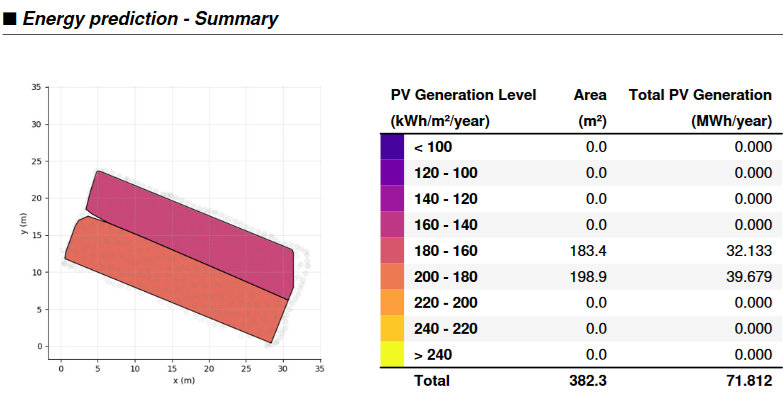 ■ Energy prediction - Summary
35
30
25
20
15
10
5
0
y (m)
0 5 10 15 20 25 30 35
x (m)
PV Generation Level Area Total PV Generation
(kWh/m²/year) (m²) (MWh/year)
< 100 0.0 0.000
120 - 100 0.0 0.000
140 - 120 0.0 0.000
160 - 140 0.0 0.000
180 - 160 183.4 32.133
200 - 180 198.9 39.679
220 - 200 0.0 0.000
240 - 220 0.0 0.000
> 240 0.0 0.000
Total 382.3 71.812